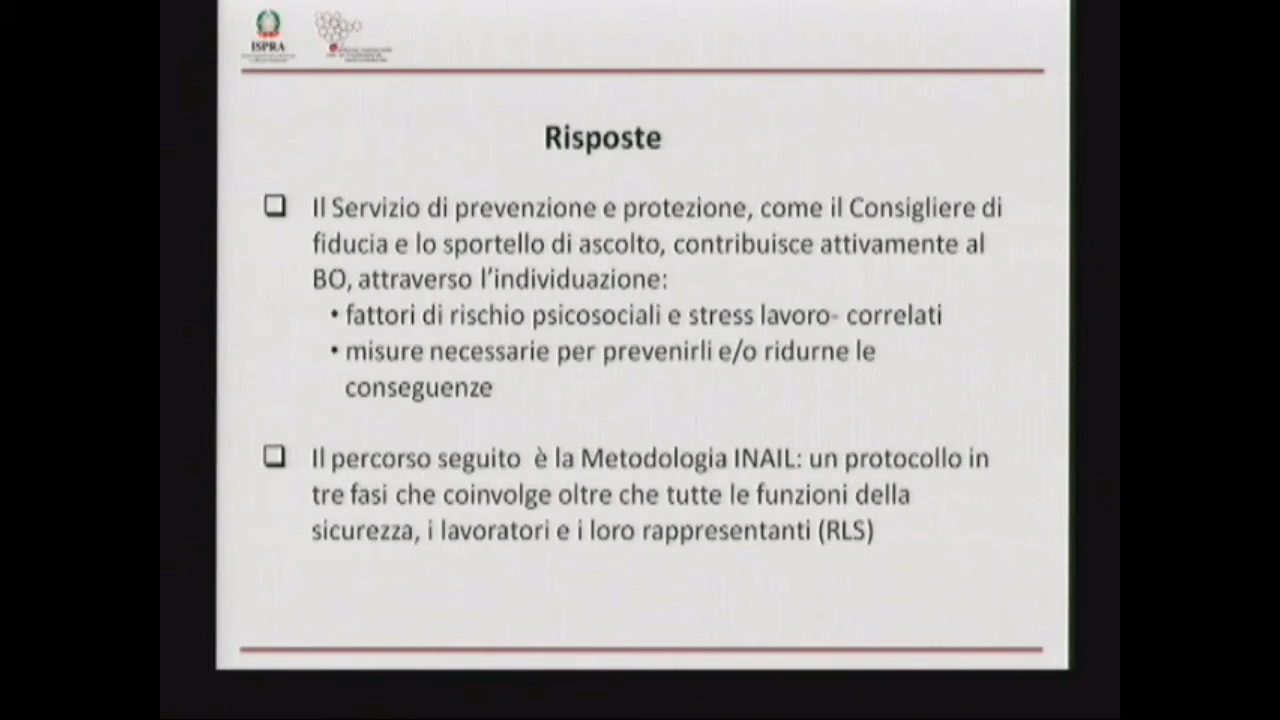 ISPRA
Risposte
❑ Il Servizio di prevenzione e protezione, come il Consigliere di
fiducia e lo sportello di ascolto, contribuisce attivamente al
BO, attraverso l'individuazione:
• fattori di rischio psicosociali e stress lavoro- correlati
• misure necessarie per prevenirli e/o ridurne le
conseguenze
❑ Il percorso seguito è la Metodologia INAIL: un protocollo in
tre fasi che coinvolge oltre che tutte le funzioni della
sicurezza, i lavoratori e i loro rappresentanti (RLS)